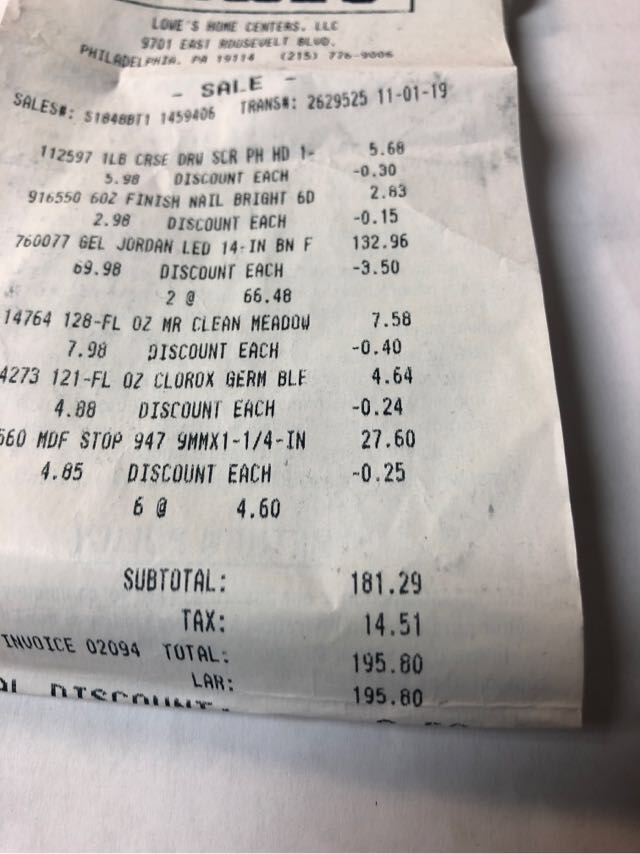 LOVE'S HOME CENTERS, LLC
9701 EAST ROOSEVELT BLVD.
PHILADELPHIA, PA 19114 (215) 776-9006
- SALE -
SALES#: S1848BT1 1459406 TRANS#: 2629525 11-01-19
112597 1LB CRSE DRW SCR PH HD 1- 5.68
5.98 DISCOUNT EACH -0.30
916550 6OZ FINISH NAIL BRIGHT 6D 2.83
2.98 DISCOUNT EACH -0.15
760077 GEL JORDAN LED 14-IN BN F 132.96
69.98 DISCOUNT EACH -3.50
2 @ 66.48
14764 128-FL OZ MR CLEAN MEADOW 7.58
7.98 DISCOUNT EACH -0.40
4273 121-FL OZ CLOROX GERM BLE 4.64
4.88 DISCOUNT EACH -0.24
560 MDF STOP 947 9MMX1-1/4-IN 27.60
4.85 DISCOUNT EACH -0.25
6 @ 4.60
SUBTOTAL: 181.29
TAX: 14.51
INVOICE 02094 TOTAL: 195.80
LAR: 195.80
DISCOUNT: